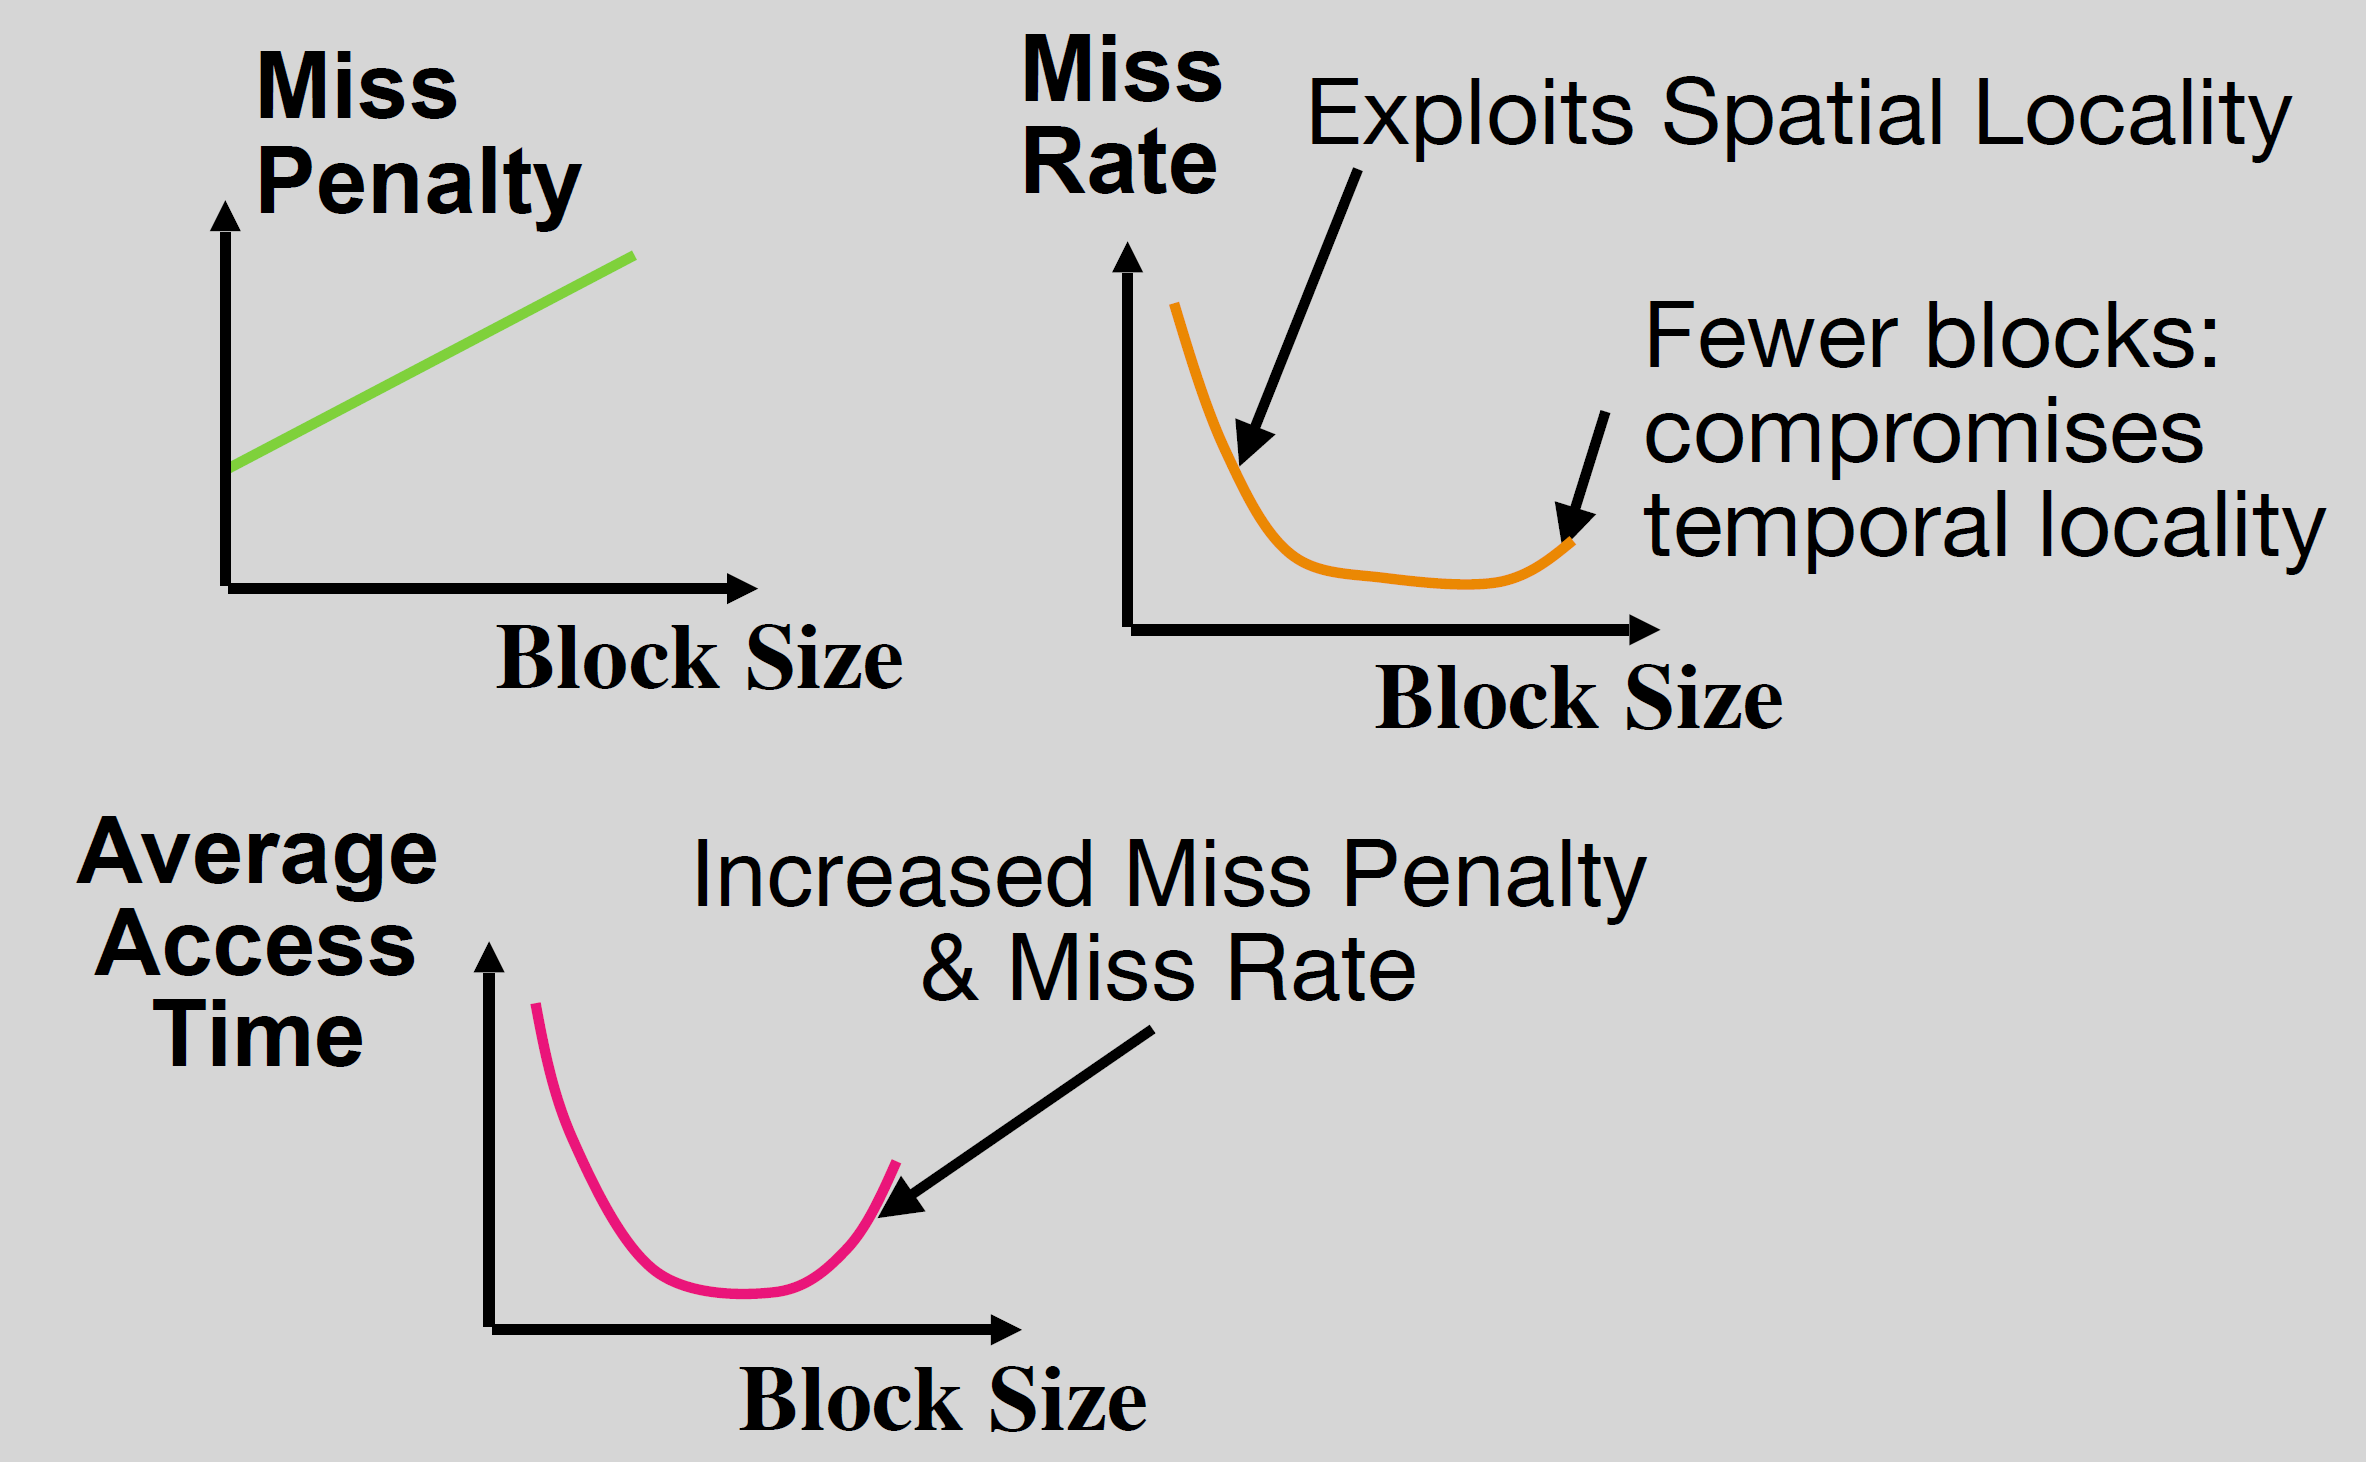 Miss
Penalty
Block Size
Miss
Rate
Exploits Spatial Locality
Fewer blocks:
compromises
temporal locality
Block Size
Average
Access
Time
Increased Miss Penalty
& Miss Rate
Block Size